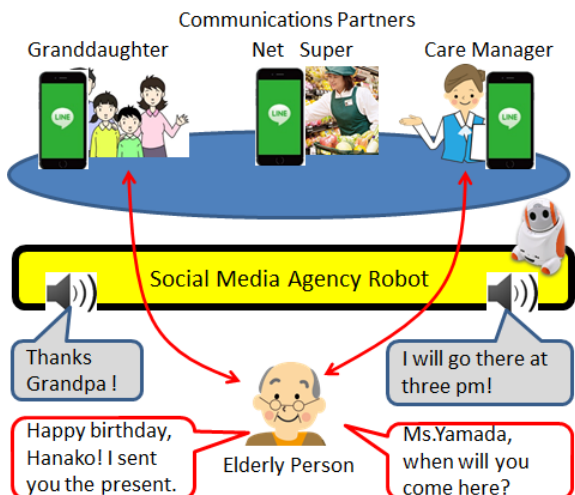 Communications Partners
Granddaughter
Net Super
Care Manager
LINE
LINE
LINE
Social Media Agency Robot
Thanks
Grandpa !
I will go there at
three pm!
Happy birthday,
Hanako! I sent
you the present.
Elderly Person
Ms.Yamada,
when will you
come here?